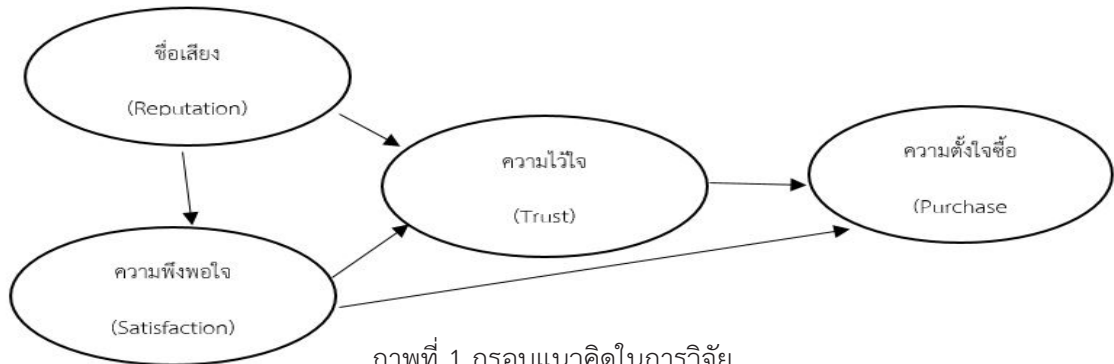 ชื่อเสียง
(Reputation)
ความไว้ใจ
(Trust)
ความตั้งใจซื้อ
(Purchase
ความพึงพอใจ
(Satisfaction)
ภาพที่ 1 กรอบแนวคิดในการวิจัย